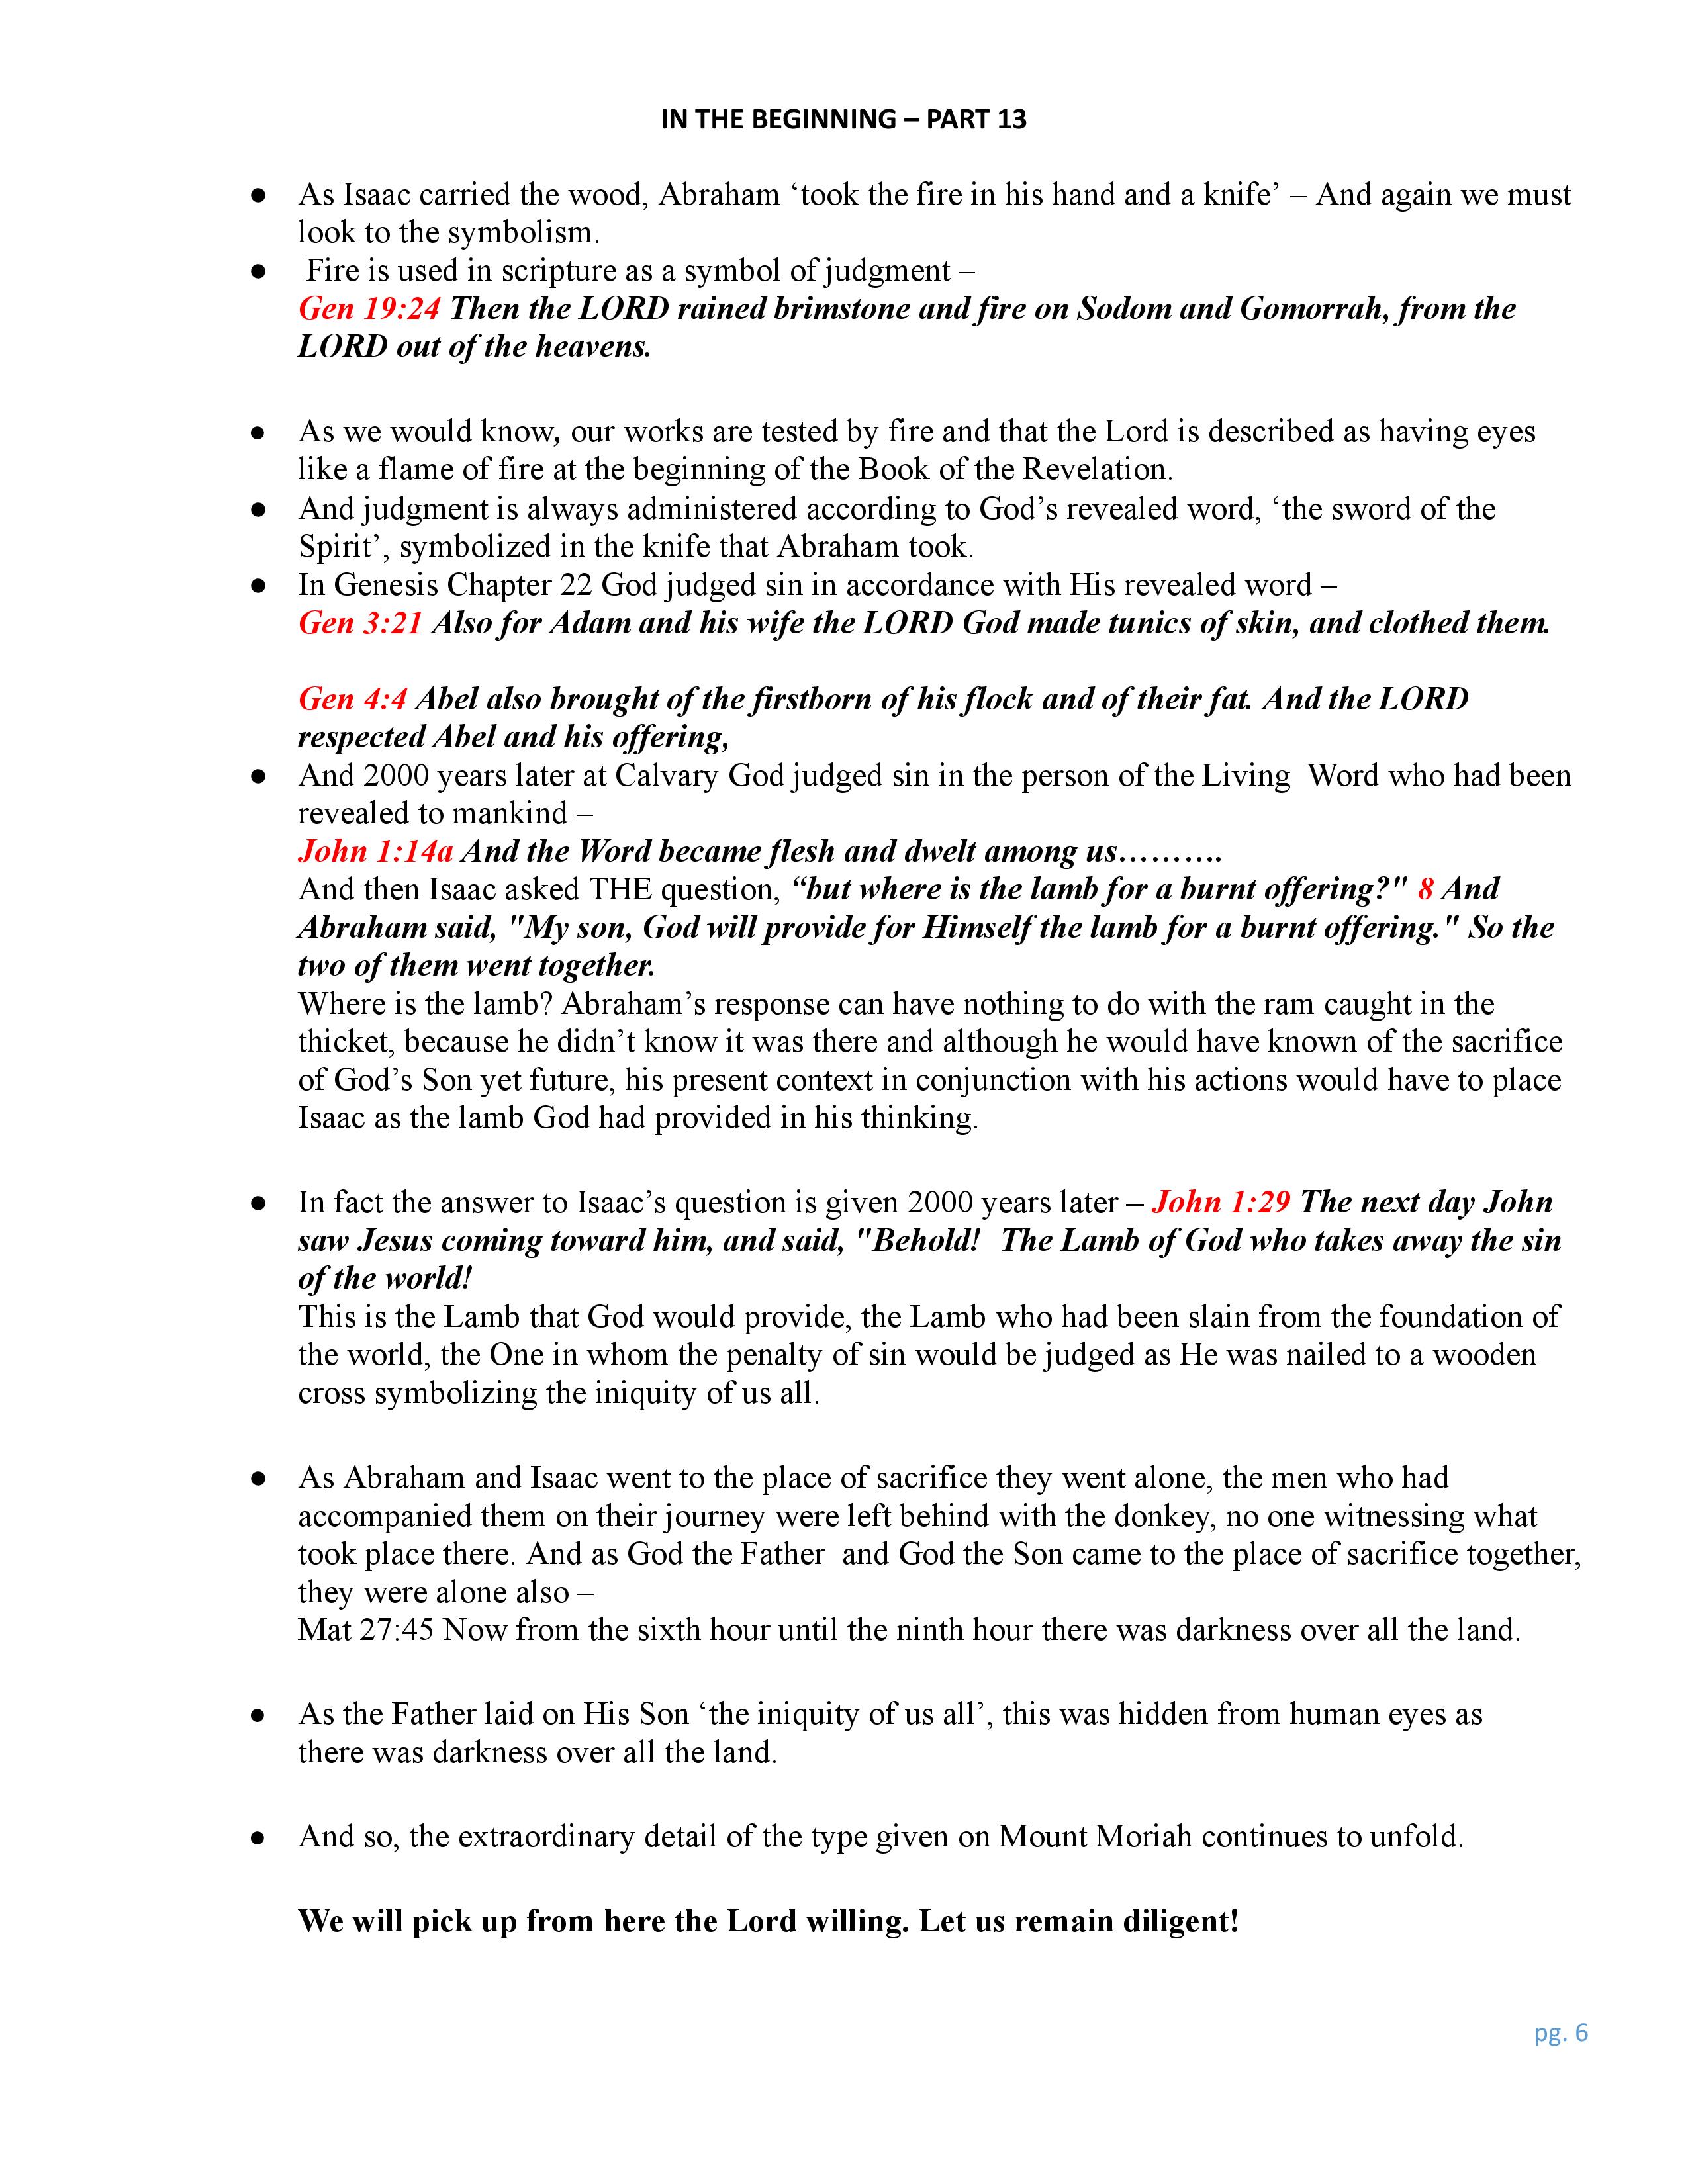 IN THE BEGINNING – PART 13
● As Isaac carried the wood, Abraham ‘took the fire in his hand and a knife’ – And again we must
look to the symbolism.
● Fire is used in scripture as a symbol of judgment –
Gen 19:24 Then the LORD rained brimstone and fire on Sodom and Gomorrah, from the
LORD out of the heavens.
● As we would know, our works are tested by fire and that the Lord is described as having eyes
like a flame of fire at the beginning of the Book of the Revelation.
● And judgment is always administered according to God’s revealed word, ‘the sword of the
Spirit’, symbolized in the knife that Abraham took.
● In Genesis Chapter 22 God judged sin in accordance with His revealed word –
Gen 3:21 Also for Adam and his wife the LORD God made tunics of skin, and clothed them.
Gen 4:4 Abel also brought of the firstborn of his flock and of their fat. And the LORD
respected Abel and his offering,
● And 2000 years later at Calvary God judged sin in the person of the Living  Word who had been
revealed to mankind –
John 1:14a And the Word became flesh and dwelt among us……….
And then Isaac asked THE question, “but where is the lamb for a burnt offering?" 8 And
Abraham said, "My son, God will provide for Himself the lamb for a burnt offering." So the
two of them went together.
Where is the lamb? Abraham’s response can have nothing to do with the ram caught in the
thicket, because he didn’t know it was there and although he would have known of the sacrifice
of God’s Son yet future, his present context in conjunction with his actions would have to place
Isaac as the lamb God had provided in his thinking.
● In fact the answer to Isaac’s question is given 2000 years later – John 1:29 The next day John
saw Jesus coming toward him, and said, "Behold!  The Lamb of God who takes away the sin
of the world!
This is the Lamb that God would provide, the Lamb who had been slain from the foundation of
the world, the One in whom the penalty of sin would be judged as He was nailed to a wooden
cross symbolizing the iniquity of us all.
● As Abraham and Isaac went to the place of sacrifice they went alone, the men who had
accompanied them on their journey were left behind with the donkey, no one witnessing what
took place there. And as God the Father  and God the Son came to the place of sacrifice together,
they were alone also –
Mat 27:45 Now from the sixth hour until the ninth hour there was darkness over all the land.
● As the Father laid on His Son ‘the iniquity of us all’, this was hidden from human eyes as
there was darkness over all the land.
● And so, the extraordinary detail of the type given on Mount Moriah continues to unfold.
We will pick up from here the Lord willing. Let us remain diligent!
pg. 6